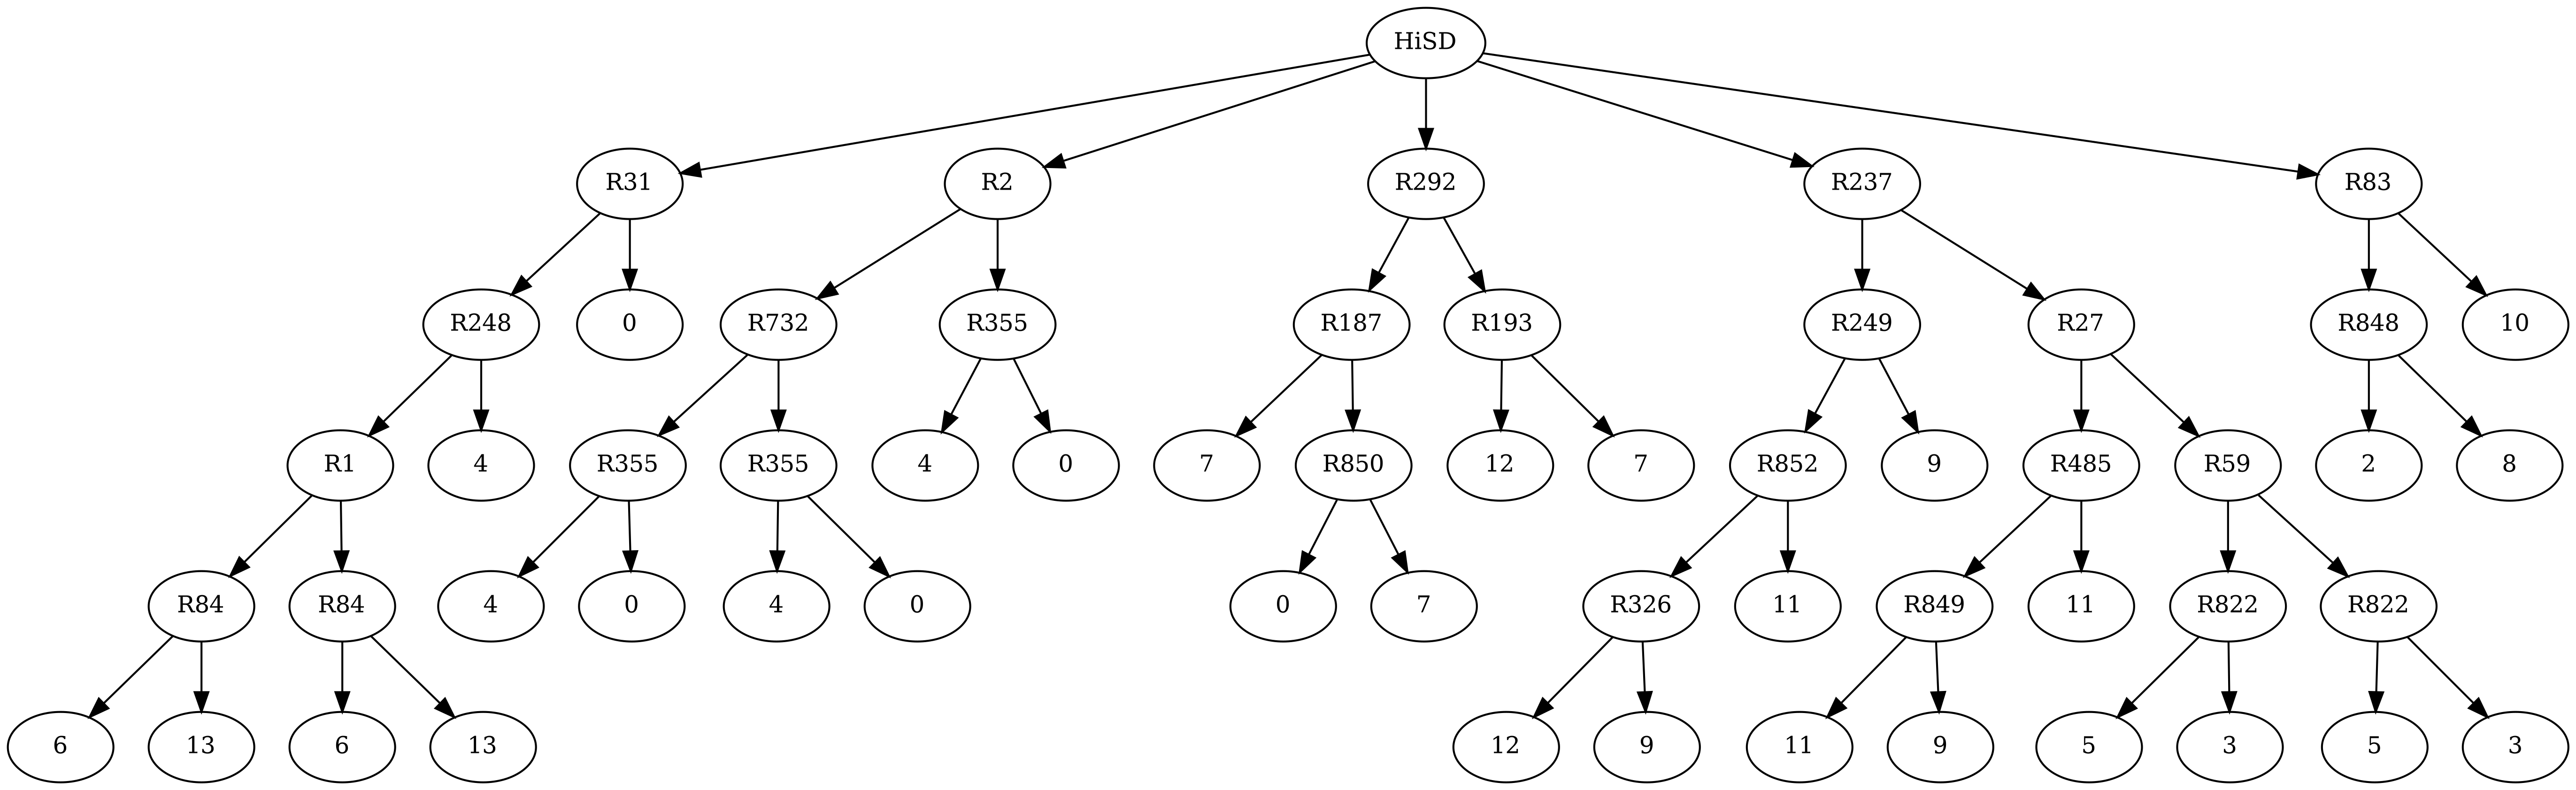 HiSD
R31 R2 R292 R237 R83
R248 0 R732 R355 R187 R193 R249 R27 R848 10
R1 4 R355 R355 4 0 7 R850 12 7 R852 9 R485 R59 2 8
R84 R84 4 0 4 0 0 7 R326 11 R849 11 R822 R822
6 13 6 13 12 9 11 9 5 3 5 3